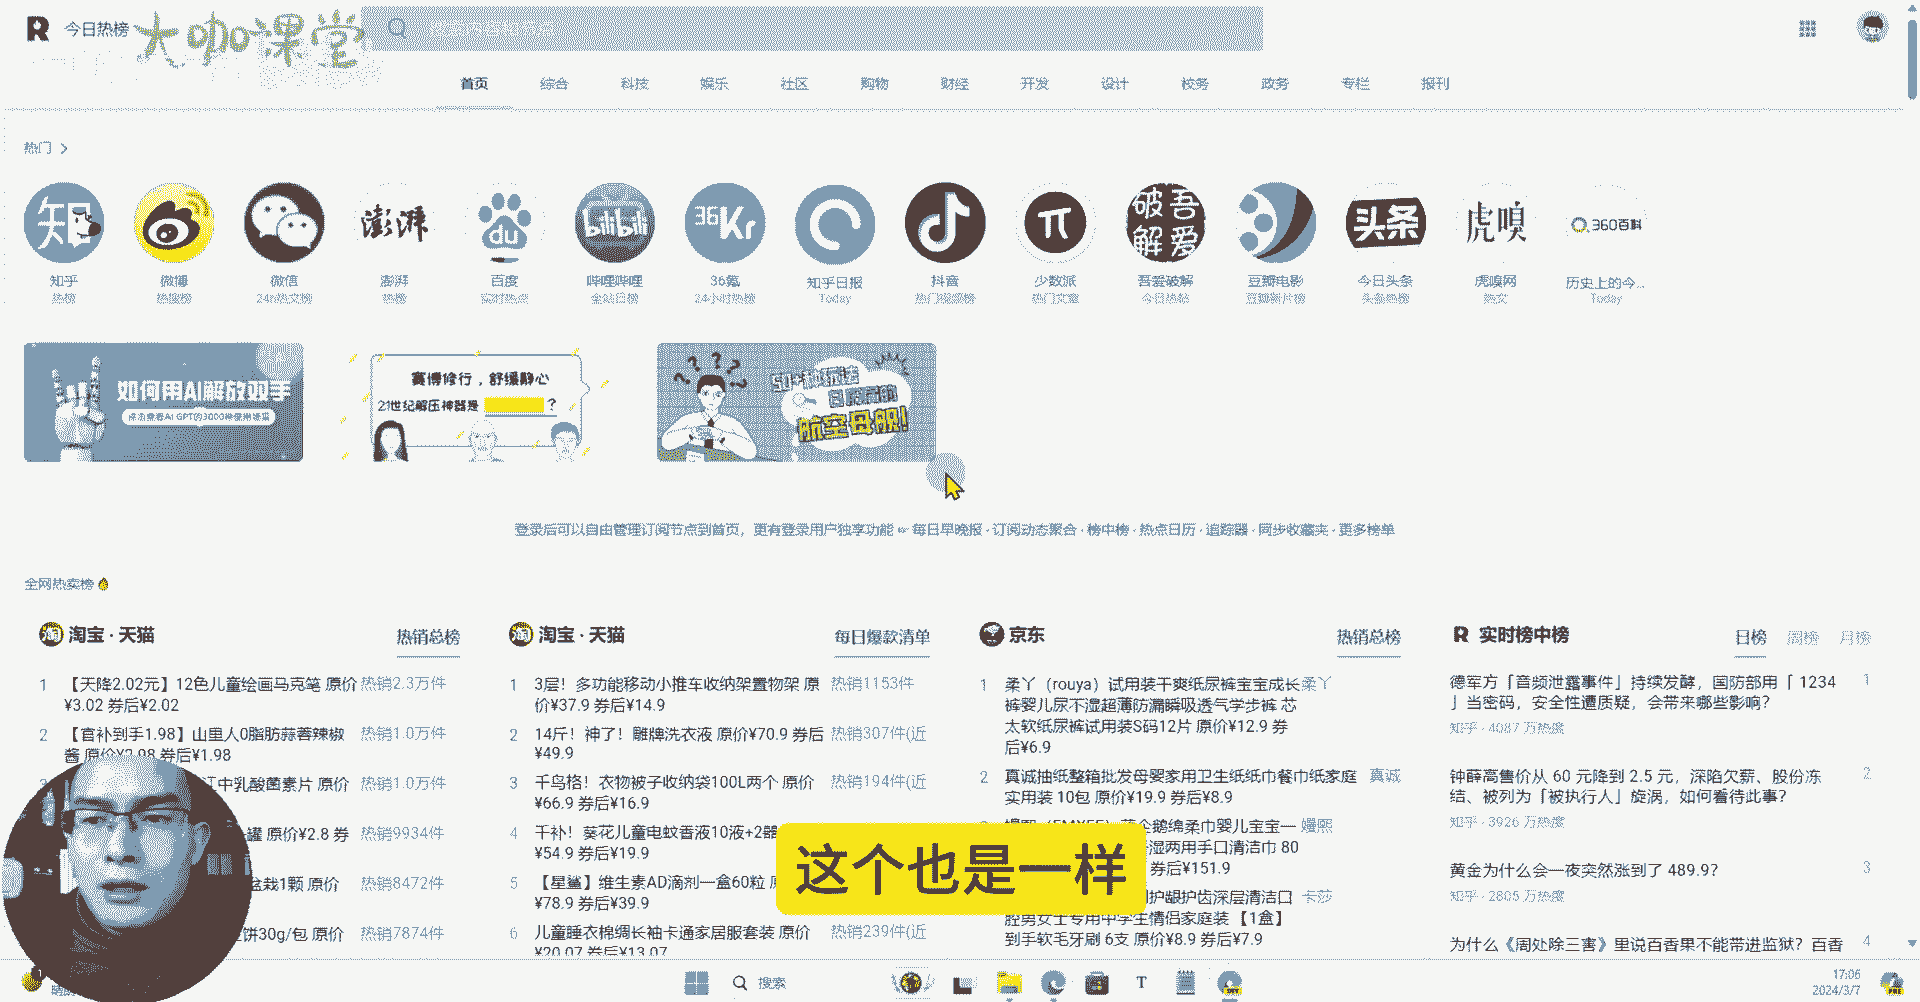 今日热榜
大咖课堂
首页 综合 科技 娱乐 社区 购物 财经 开发 设计 校务 政务 专栏 报刊
热门
知
澎湃
du
bilibili
36Kr
π
吾爱破解
头条
虎嗅
360百科
知乎 微博 微信 澎湃 百度 哔哩哔哩 36氪 知乎日报 抖音 少数派 吾爱破解 豆瓣电影 今日头条 虎嗅网 历史上的今...
热榜 热搜榜 24h热文榜 热榜 实时热点 全站日榜 24小时热榜 Today 热门视频榜 热门文章 今日热帖 豆瓣新片榜 头条热榜 热文 Today
如何用AI解放双手
赛博修行，舒缓静心
21世纪解压神器是 ?
50+种玩法
日历界的
航空母舰!
登录后可以自由管理订阅节点到首页，更有登录用户独享功能 每日早晚报 · 订阅动态聚合 · 榜中榜 · 热点日历 · 追踪器 · 同步收藏夹 · 更多榜单
全网热卖榜
淘宝 · 天猫 热销总榜
1 【天降2.02元】12色儿童绘画马克笔 原价 热销2.3万件
¥3.02 券后¥2.02
2 【官补到手1.98】山里人0脂肪蒜蓉辣椒 热销1.0万件
酱 原价¥2.98 券后¥1.98
江中乳酸菌素片 原价 热销1.0万件
罐 原价¥2.8 券 热销9934件
盆栽1颗 原价 热销8472件
饼30g/包 原价 热销7874件
淘宝 · 天猫 每日爆款清单
1 3层！多功能移动小推车收纳架置物架 原 热销1153件
价¥37.9 券后¥14.9
2 14斤！神了！雕牌洗衣液 原价¥70.9 券后 热销307件(近
¥49.9
3 千鸟格！衣物被子收纳袋100L两个 原价 热销194件(近
¥66.9 券后¥16.9
4 千补！葵花儿童电蚊香液10液+2器
¥54.9 券后¥19.9
5 【星鲨】维生素AD滴剂一盒60粒
¥78.9 券后¥39.9
6 儿童睡衣棉绸长袖卡通家居服套装 原价 热销239件(近
¥20.07 券后¥13.07
京东 热销总榜
1 柔丫（rouya）试用装干爽纸尿裤宝宝成长 柔丫
裤婴儿尿不湿超薄防漏瞬吸透气学步裤 芯
太软纸尿裤试用装S码12片 原价¥12.9 券
后¥6.9
2 真诚抽纸整箱批发母婴家用卫生纸纸巾餐巾纸家庭 真诚
实用装 10包 原价¥19.9 券后¥8.9
企鹅绵柔巾婴儿宝宝一 嫚熙
湿两用手口清洁巾 80
券后¥151.9
护龈护齿深层清洁口 卡莎
腔男女士专用中学生情侣家庭装 【1盒】
到手软毛牙刷 6支 原价¥8.9 券后¥7.9
实时榜中榜 日榜 周榜 月榜
德军方「音频泄露事件」持续发酵，国防部用「 1234 1
」当密码，安全性遭质疑，会带来哪些影响？
知乎 · 4087 万热度
钟薛高售价从 60 元降到 2.5 元，深陷欠薪、股份冻 2
结、被列为「被执行人」旋涡，如何看待此事？
知乎 · 3926 万热度
黄金为什么会一夜突然涨到了 489.9？ 3
知乎 · 2805 万热度
为什么《周处除三害》里说百香果不能带进监狱？百香 4
这个也是一样
搜索
17:06
2024/3/7